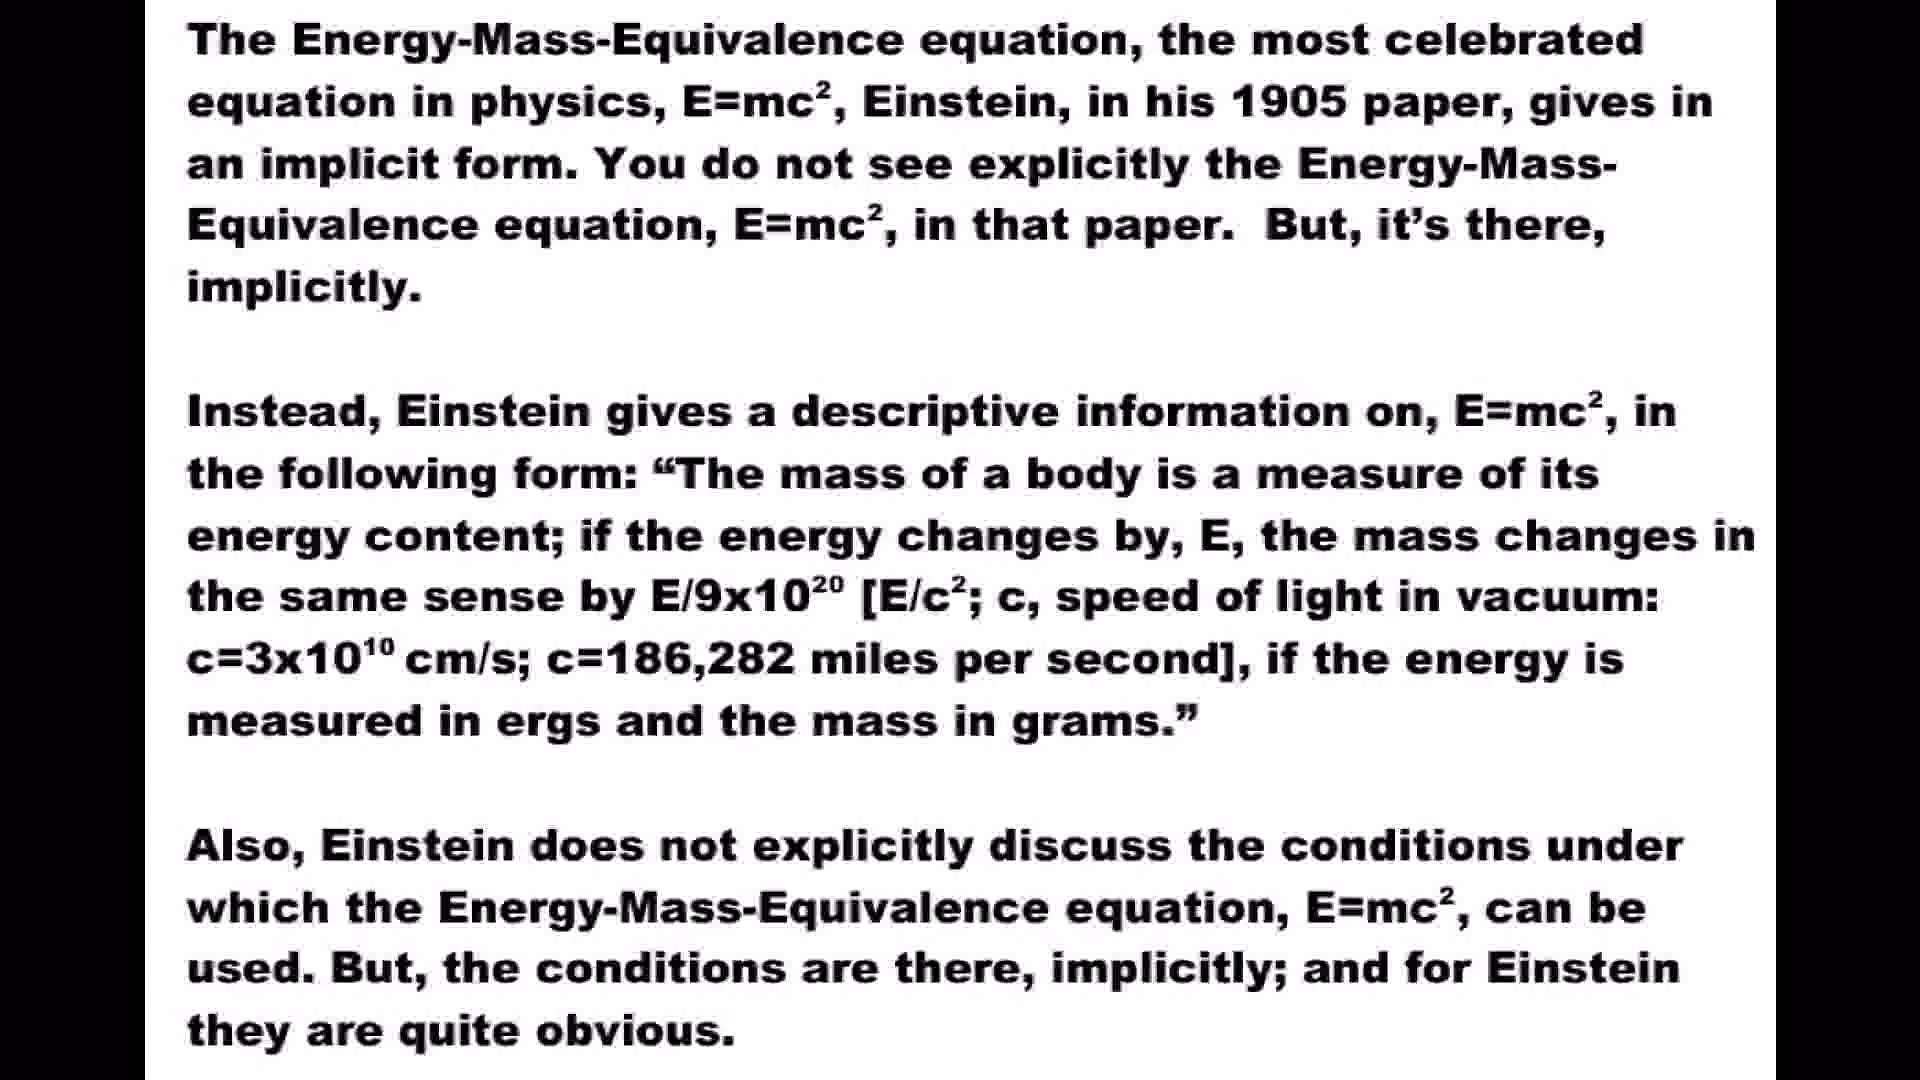 The Energy-Mass-Equivalence equation, the most celebrated
equation in physics, E=mc², Einstein, in his 1905 paper, gives in
an implicit form. You do not see explicitly the Energy-Mass-
Equivalence equation, E=mc², in that paper.  But, it’s there,
implicitly.
Instead, Einstein gives a descriptive information on, E=mc², in
the following form: “The mass of a body is a measure of its
energy content; if the energy changes by, E, the mass changes in
the same sense by E/9x10²⁰ [E/c²; c, speed of light in vacuum:
c=3x10¹⁰ cm/s; c=186,282 miles per second], if the energy is
measured in ergs and the mass in grams.”
Also, Einstein does not explicitly discuss the conditions under
which the Energy-Mass-Equivalence equation, E=mc², can be
used. But, the conditions are there, implicitly; and for Einstein
they are quite obvious.